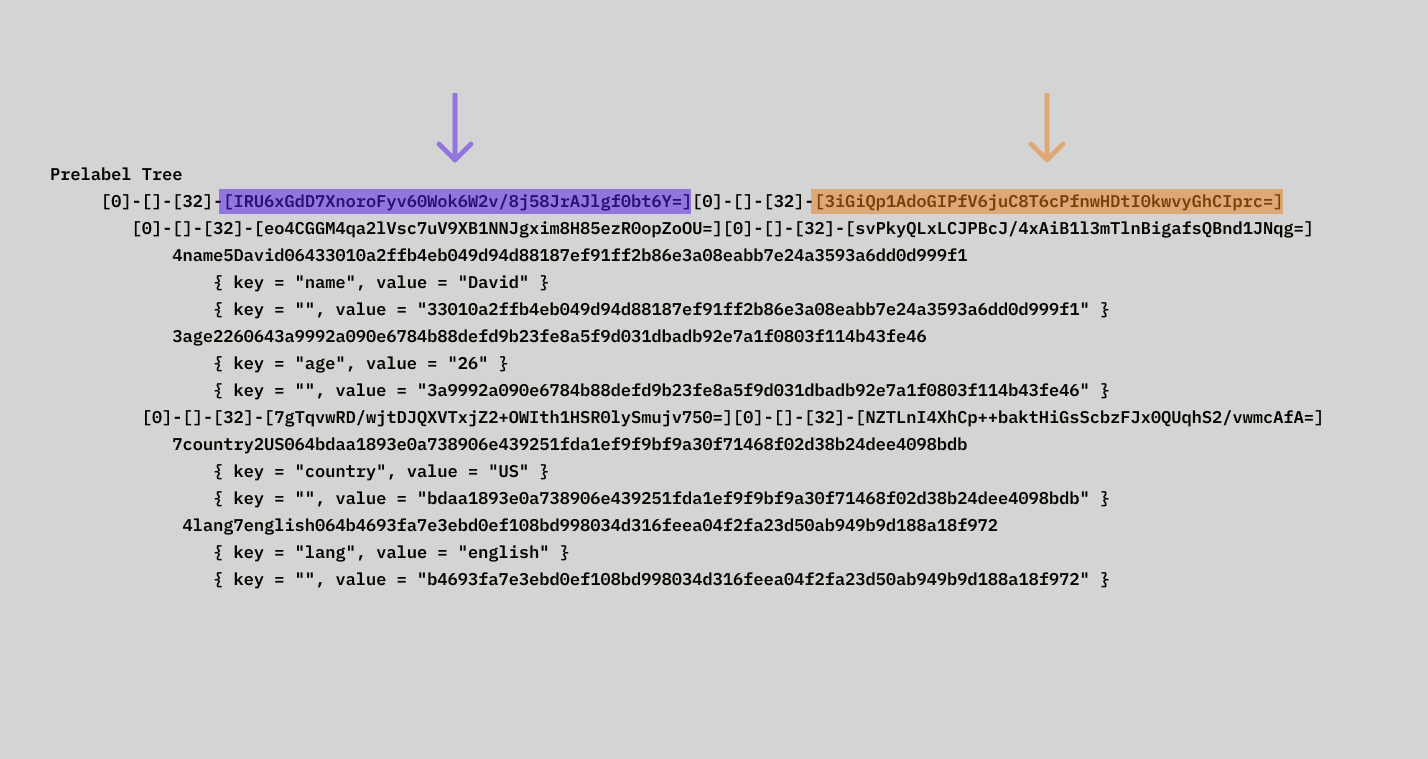 Prelabel Tree
[0]-[]-[32]-[IRU6xGdD7XnoroFyv60Wok6W2v/8j58JrAJlgf0bt6Y=][0]-[]-[32]-[3iGiQp1AdoGIPfV6juC8T6cPfnwHDtI0kwvyGhCIprc=]
[0]-[]-[32]-[eo4CGGM4qa2lVsc7uV9XB1NNJgxim8H85ezR0opZoOU=][0]-[]-[32]-[svPkyQLxLCJPBcJ/4xAiB1l3mTlnBigafsQBnd1JNqg=]
4name5David06433010a2ffb4eb049d94d88187ef91ff2b86e3a08eabb7e24a3593a6dd0d999f1
{ key = "name", value = "David" }
{ key = "", value = "33010a2ffb4eb049d94d88187ef91ff2b86e3a08eabb7e24a3593a6dd0d999f1" }
3age2260643a9992a090e6784b88defd9b23fe8a5f9d031dbadb92e7a1f0803f114b43fe46
{ key = "age", value = "26" }
{ key = "", value = "3a9992a090e6784b88defd9b23fe8a5f9d031dbadb92e7a1f0803f114b43fe46" }
[0]-[]-[32]-[7gTqvwRD/wjtDJQXVTxjZ2+OWIth1HSR0lySmujv750=][0]-[]-[32]-[NZTLnI4XhCp++baktHiGsScbzFJx0QUqhS2/vwmcAfA=]
7country2US064bdaa1893e0a738906e439251fda1ef9f9bf9a30f71468f02d38b24dee4098bdb
{ key = "country", value = "US" }
{ key = "", value = "bdaa1893e0a738906e439251fda1ef9f9bf9a30f71468f02d38b24dee4098bdb" }
4lang7english064b4693fa7e3ebd0ef108bd998034d316feea04f2fa23d50ab949b9d188a18f972
{ key = "lang", value = "english" }
{ key = "", value = "b4693fa7e3ebd0ef108bd998034d316feea04f2fa23d50ab949b9d188a18f972" }